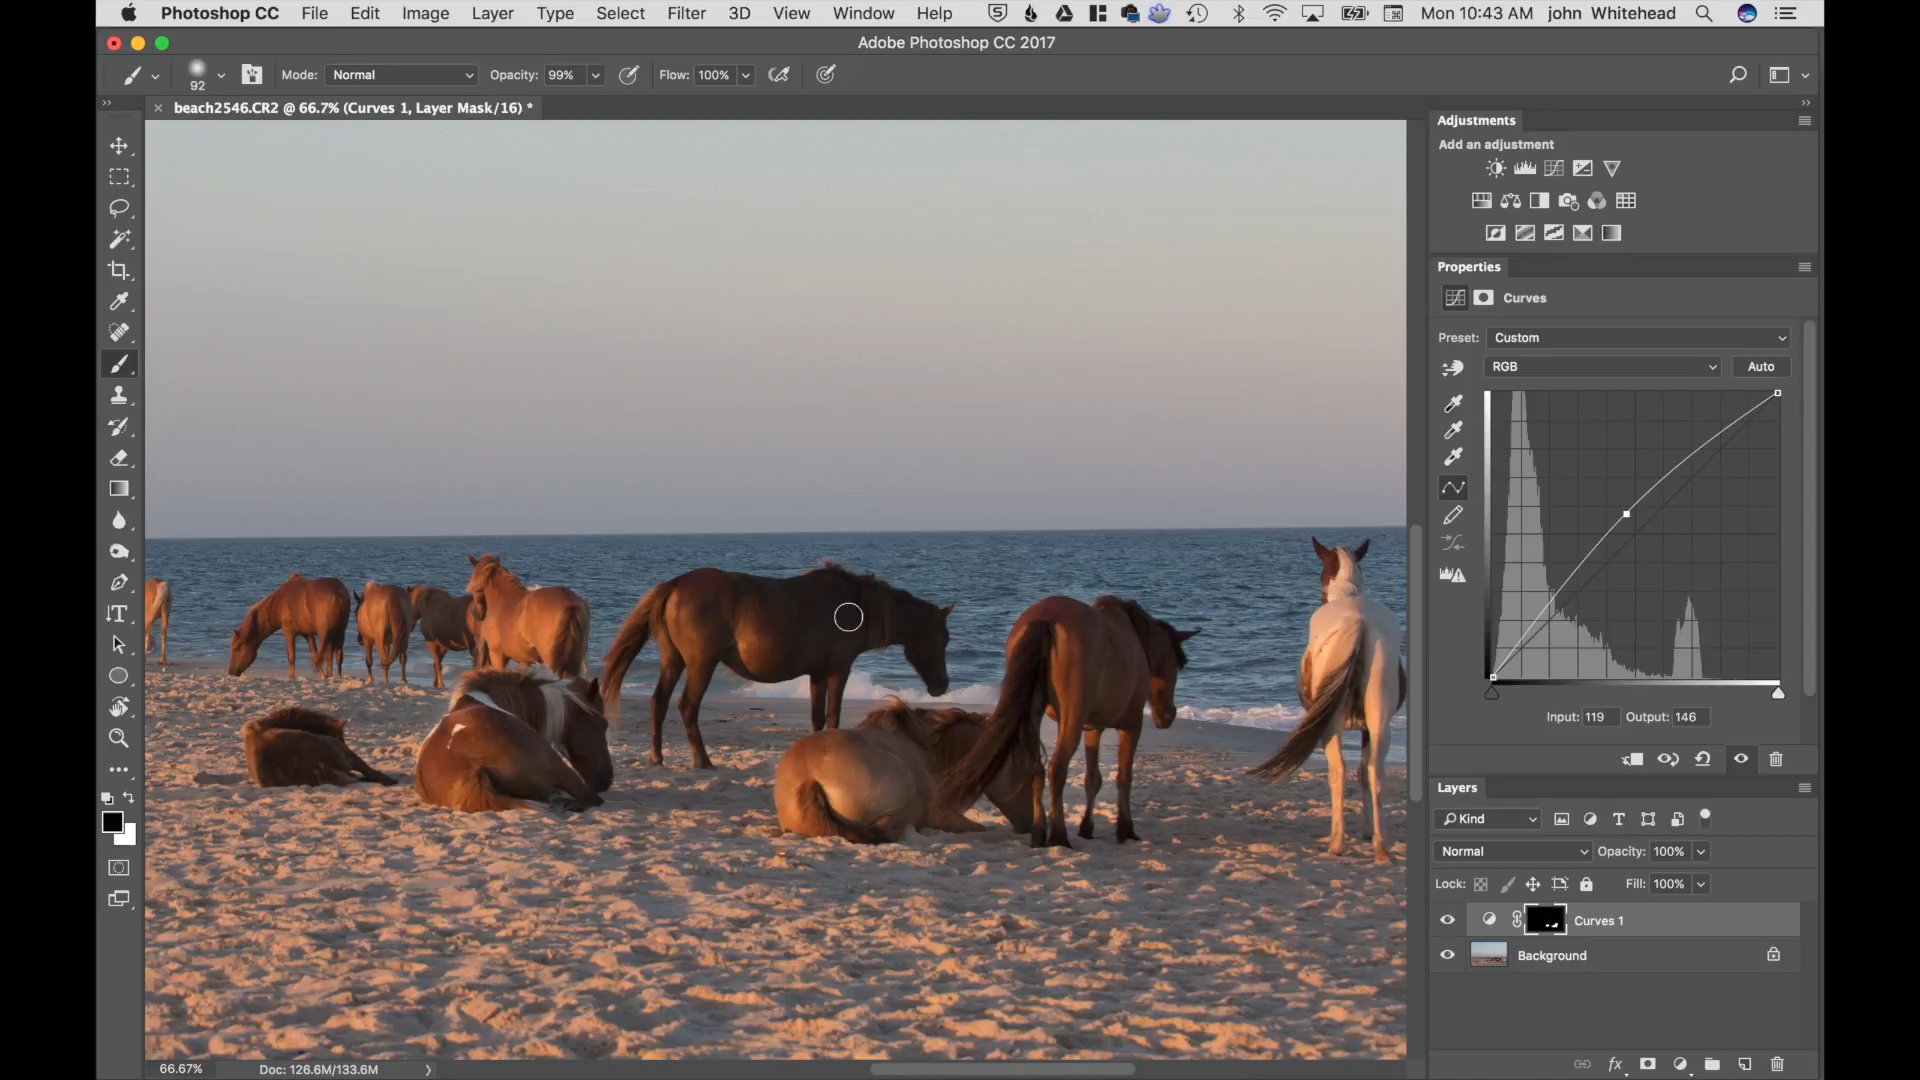 Photoshop CC File Edit Image Layer Type Select Filter 3D View Window Help Mon 10:43 AM john Whitehead
Adobe Photoshop CC 2017
92 Mode: Normal Opacity: 99% Flow: 100%
beach2546.CR2 @ 66.7% (Curves 1, Layer Mask/16) *
Adjustments
Add an adjustment
Properties
Curves
Preset: Custom
RGB Auto
Input: 119 Output: 146
Layers
Kind
Normal Opacity: 100%
Lock: Fill: 100%
Curves 1
Background
66.67% Doc: 126.6M/133.6M